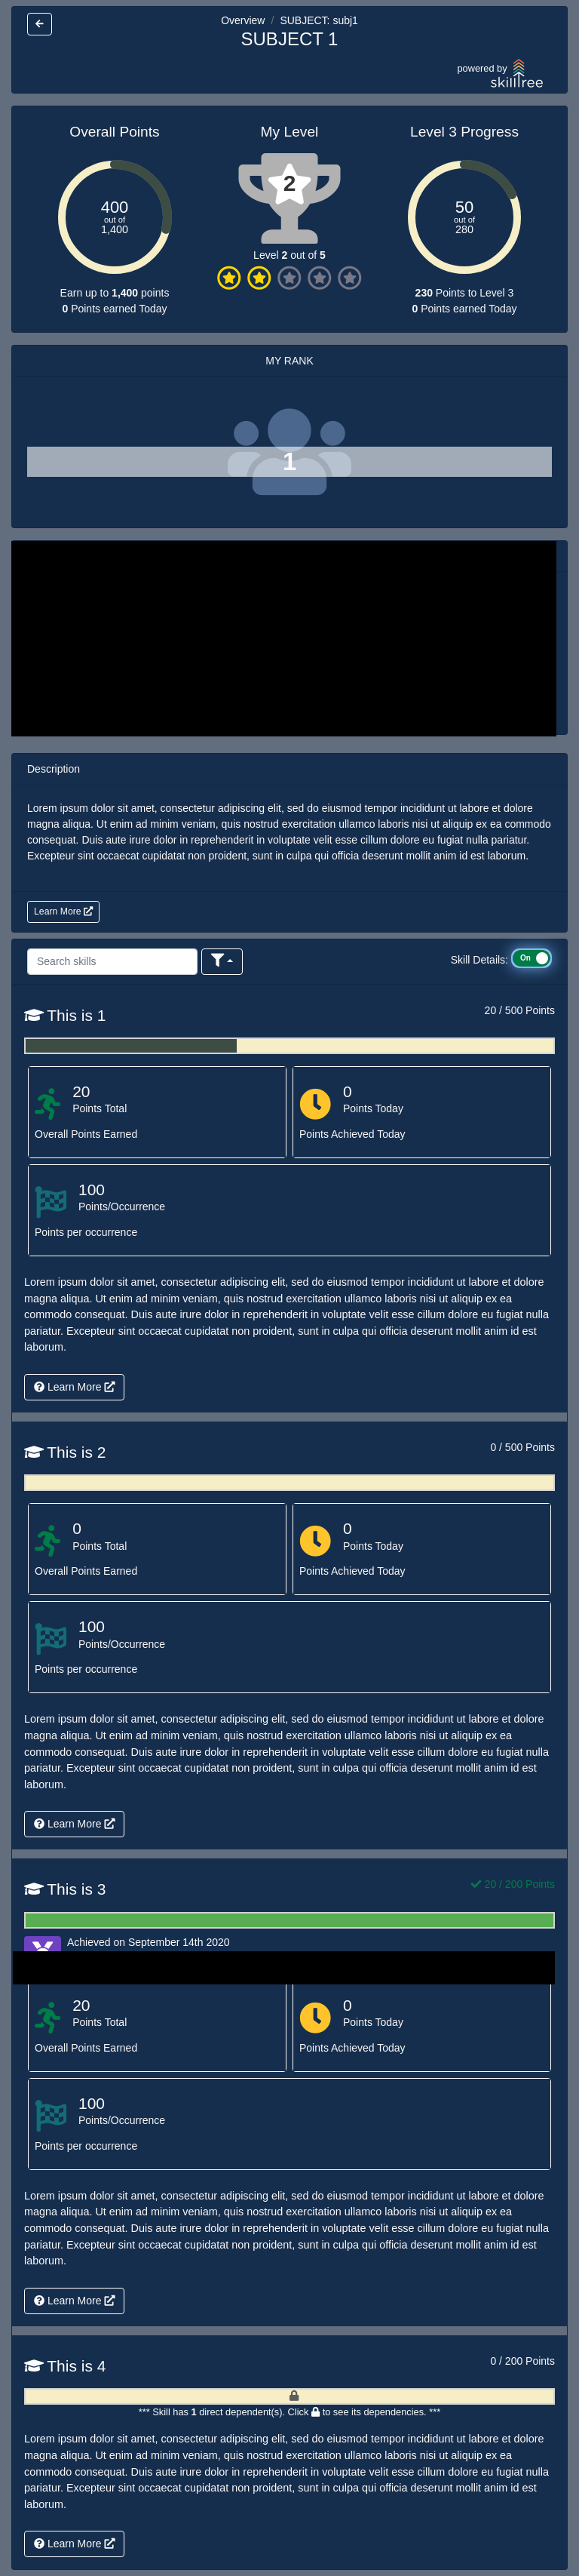 Overview / SUBJECT: subj1
SUBJECT 1
powered by
skilltree
Overall Points
My Level
Level 3 Progress
400
out of
1,400
2
50
out of
280
Level 2 out of 5
Earn up to 1,400 points
0 Points earned Today
230 Points to Level 3
0 Points earned Today
MY RANK
1
Description
Lorem ipsum dolor sit amet, consectetur adipiscing elit, sed do eiusmod tempor incididunt ut labore et dolore
magna aliqua. Ut enim ad minim veniam, quis nostrud exercitation ullamco laboris nisi ut aliquip ex ea commodo
consequat. Duis aute irure dolor in reprehenderit in voluptate velit esse cillum dolore eu fugiat nulla pariatur.
Excepteur sint occaecat cupidatat non proident, sunt in culpa qui officia deserunt mollit anim id est laborum.
Learn More
Search skills
Skill Details: On
This is 1
20 / 500 Points
20
Points Total
Overall Points Earned
0
Points Today
Points Achieved Today
100
Points/Occurrence
Points per occurrence
Lorem ipsum dolor sit amet, consectetur adipiscing elit, sed do eiusmod tempor incididunt ut labore et dolore
magna aliqua. Ut enim ad minim veniam, quis nostrud exercitation ullamco laboris nisi ut aliquip ex ea
commodo consequat. Duis aute irure dolor in reprehenderit in voluptate velit esse cillum dolore eu fugiat nulla
pariatur. Excepteur sint occaecat cupidatat non proident, sunt in culpa qui officia deserunt mollit anim id est
laborum.
Learn More
This is 2
0 / 500 Points
0
Points Total
Overall Points Earned
0
Points Today
Points Achieved Today
100
Points/Occurrence
Points per occurrence
Lorem ipsum dolor sit amet, consectetur adipiscing elit, sed do eiusmod tempor incididunt ut labore et dolore
magna aliqua. Ut enim ad minim veniam, quis nostrud exercitation ullamco laboris nisi ut aliquip ex ea
commodo consequat. Duis aute irure dolor in reprehenderit in voluptate velit esse cillum dolore eu fugiat nulla
pariatur. Excepteur sint occaecat cupidatat non proident, sunt in culpa qui officia deserunt mollit anim id est
laborum.
Learn More
This is 3
20 / 200 Points
Achieved on September 14th 2020
20
Points Total
Overall Points Earned
0
Points Today
Points Achieved Today
100
Points/Occurrence
Points per occurrence
Lorem ipsum dolor sit amet, consectetur adipiscing elit, sed do eiusmod tempor incididunt ut labore et dolore
magna aliqua. Ut enim ad minim veniam, quis nostrud exercitation ullamco laboris nisi ut aliquip ex ea
commodo consequat. Duis aute irure dolor in reprehenderit in voluptate velit esse cillum dolore eu fugiat nulla
pariatur. Excepteur sint occaecat cupidatat non proident, sunt in culpa qui officia deserunt mollit anim id est
laborum.
Learn More
This is 4
0 / 200 Points
*** Skill has 1 direct dependent(s). Click to see its dependencies. ***
Lorem ipsum dolor sit amet, consectetur adipiscing elit, sed do eiusmod tempor incididunt ut labore et dolore
magna aliqua. Ut enim ad minim veniam, quis nostrud exercitation ullamco laboris nisi ut aliquip ex ea
commodo consequat. Duis aute irure dolor in reprehenderit in voluptate velit esse cillum dolore eu fugiat nulla
pariatur. Excepteur sint occaecat cupidatat non proident, sunt in culpa qui officia deserunt mollit anim id est
laborum.
Learn More